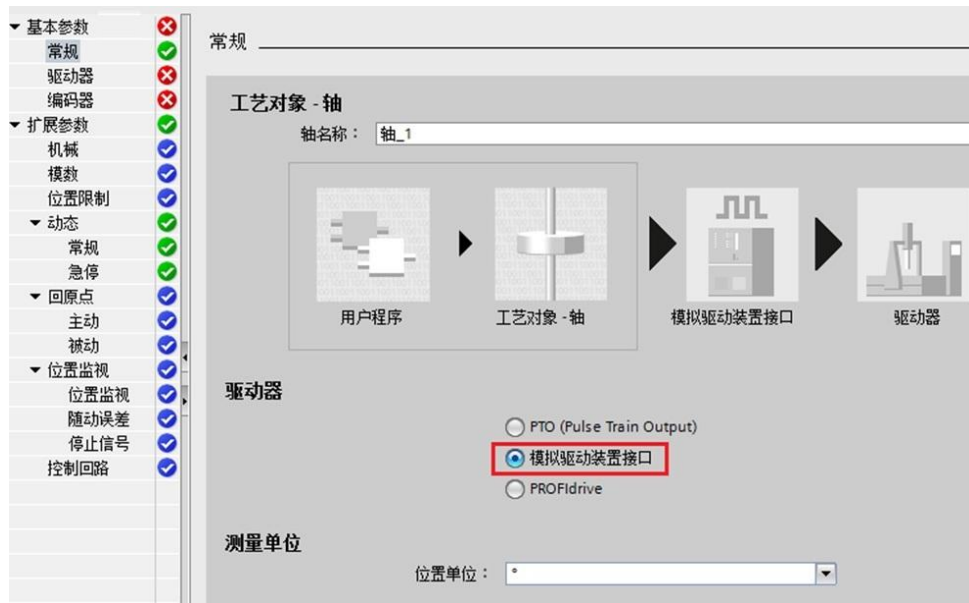 基本参数
常规
驱动器
编码器
扩展参数
机械
模数
位置限制
动态
常规
急停
回原点
主动
被动
位置监视
位置监视
随动误差
停止信号
控制回路
常规
工艺对象 - 轴
轴名称： 轴_1
用户程序 工艺对象 - 轴 模拟驱动装置接口 驱动器
驱动器
PTO (Pulse Train Output)
模拟驱动装置接口
PROFIdrive
测量单位
位置单位： °